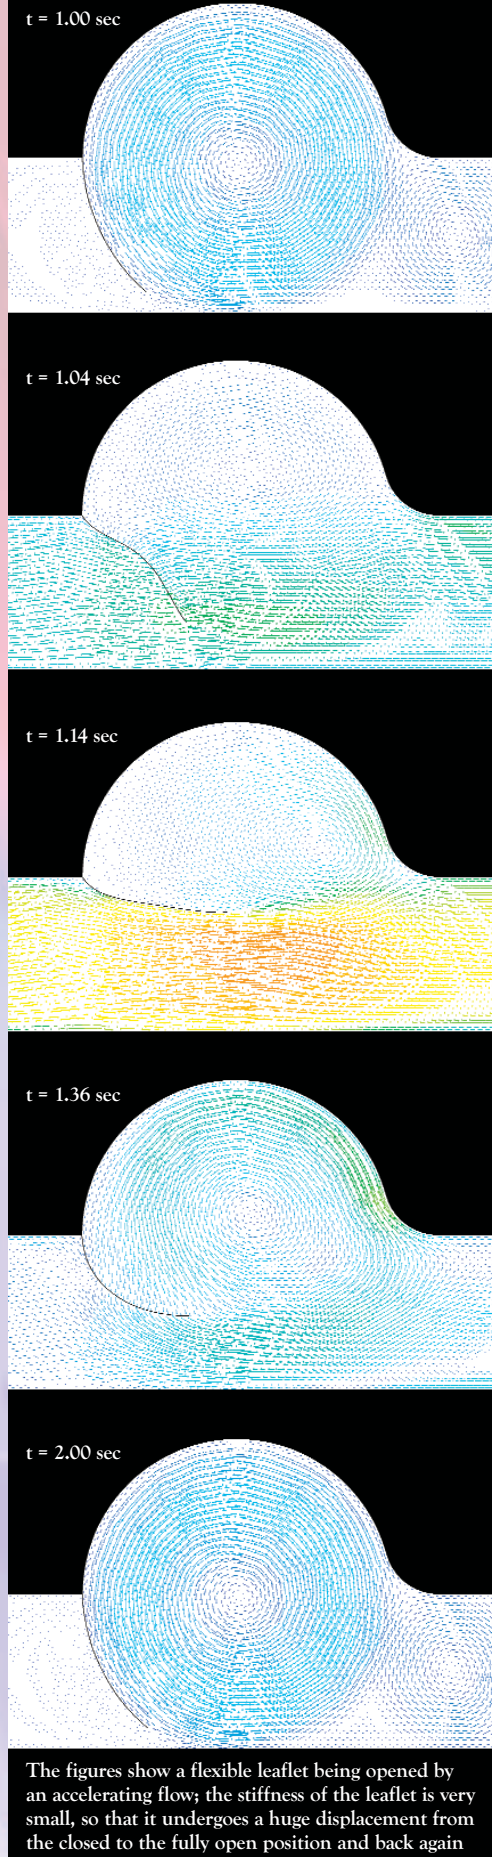 t = 1.00 sec
t = 1.04 sec
t = 1.14 sec
t = 1.36 sec
t = 2.00 sec
The figures show a flexible leaflet being opened by
an accelerating flow; the stiffness of the leaflet is very
small, so that it undergoes a huge displacement from
the closed to the fully open position and back again